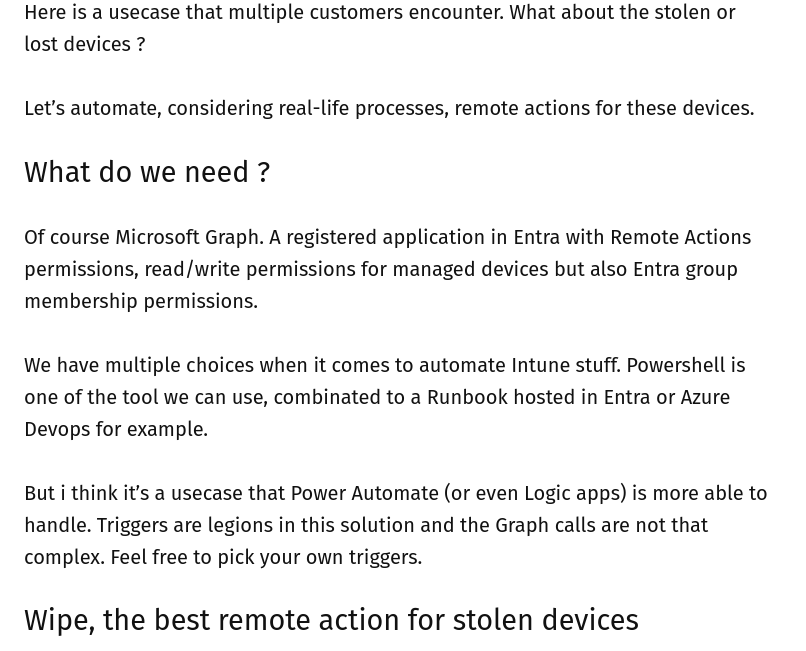 Here is a usecase that multiple customers encounter. What about the stolen or
lost devices ?
Let’s automate, considering real-life processes, remote actions for these devices.
What do we need ?
Of course Microsoft Graph. A registered application in Entra with Remote Actions
permissions, read/write permissions for managed devices but also Entra group
membership permissions.
We have multiple choices when it comes to automate Intune stuff. Powershell is
one of the tool we can use, combinated to a Runbook hosted in Entra or Azure
Devops for example.
But i think it’s a usecase that Power Automate (or even Logic apps) is more able to
handle. Triggers are legions in this solution and the Graph calls are not that
complex. Feel free to pick your own triggers.
Wipe, the best remote action for stolen devices